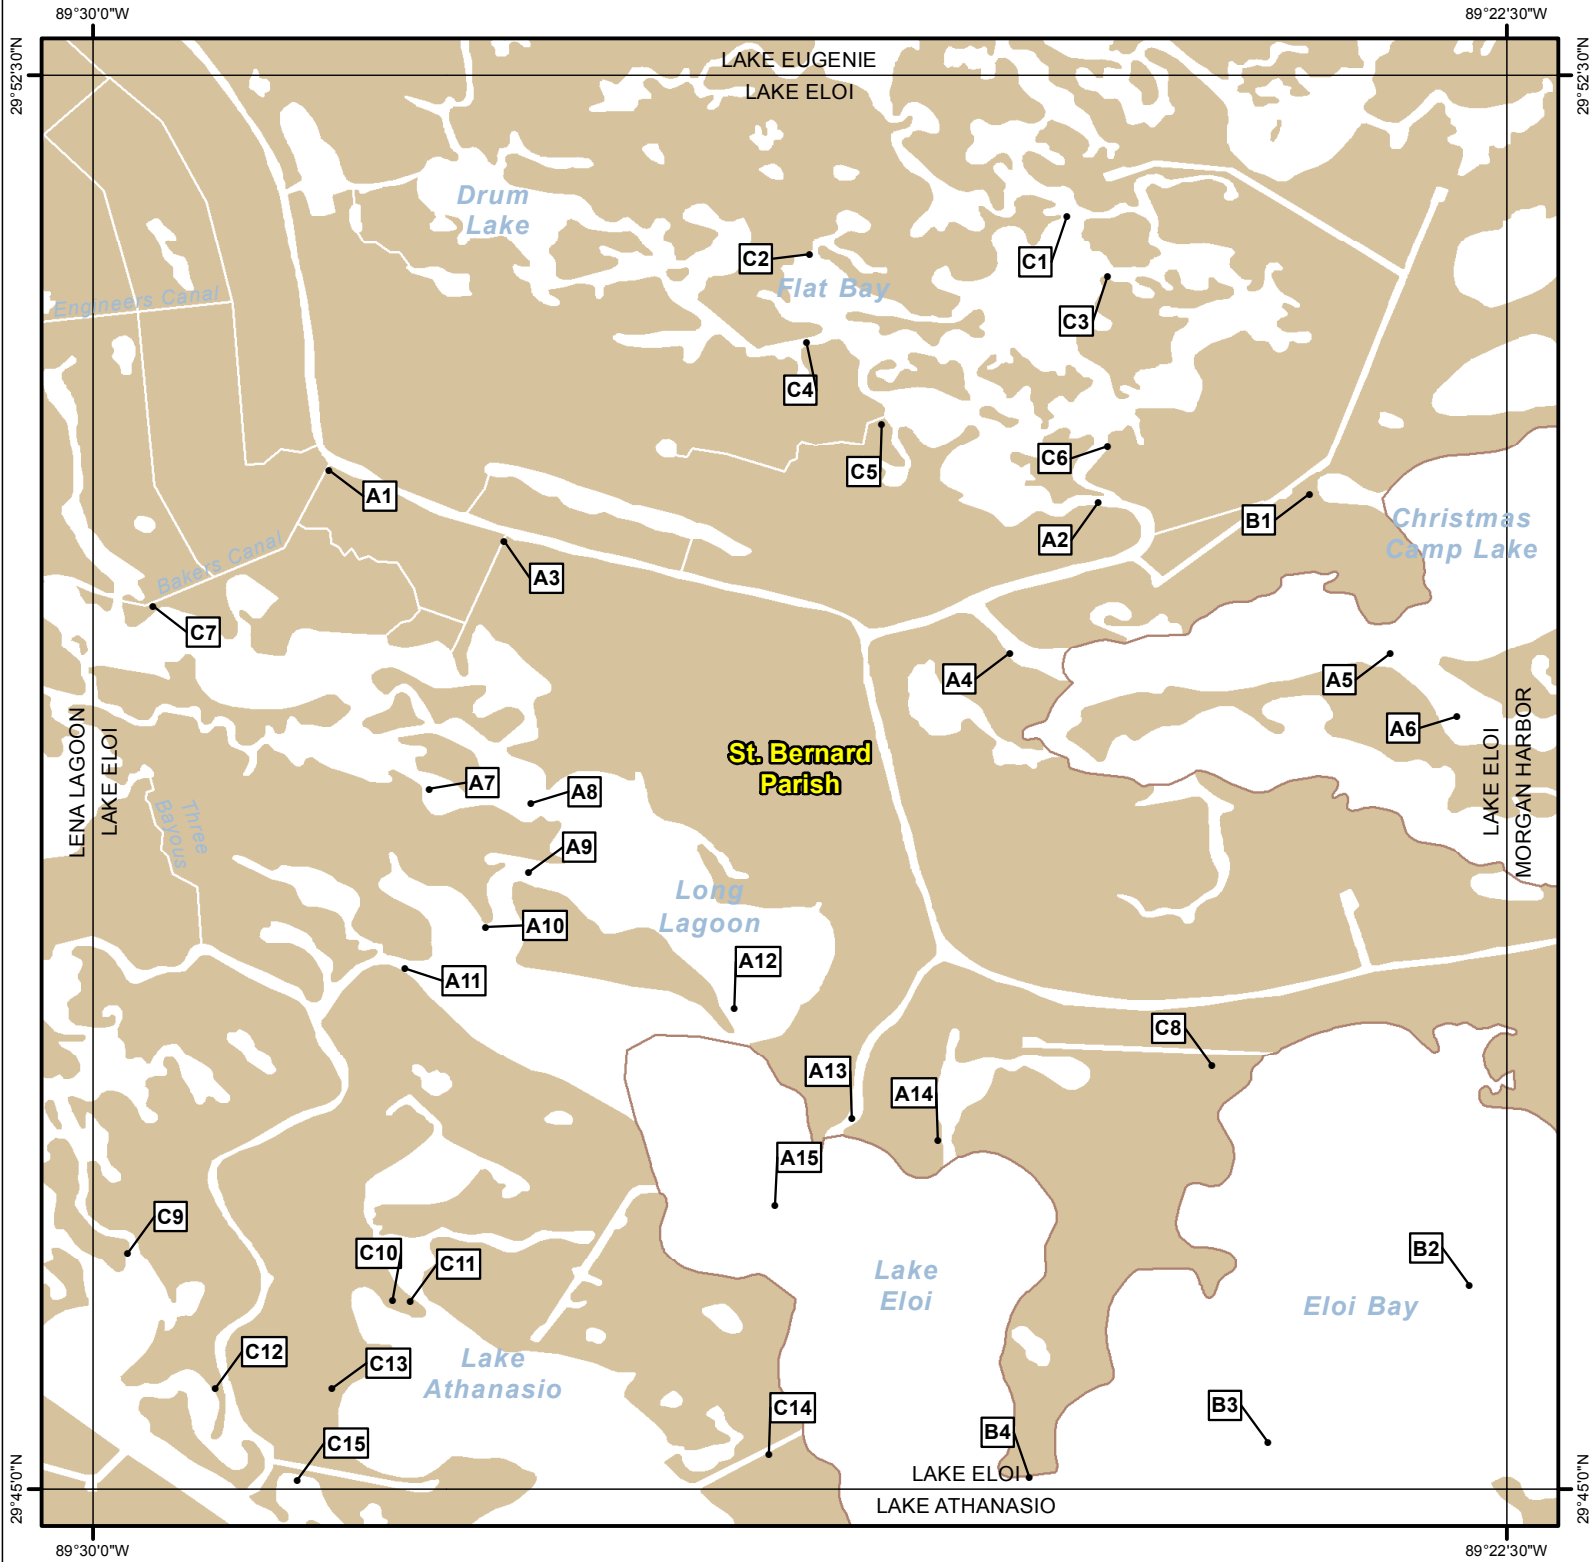 89°30'0"W
89°22'30"W
29°52'30"N
29°52'30"N
LAKE EUGENIE
LAKE ELOI
Drum
Lake
C2
C1
Flat Bay
Engineers Canal
C3
C4
C5
C6
A1
B1
Christmas
Camp Lake
A2
Bakers Canal
A3
C7
A4
A5
A6
LENA LAGOON
LAKE ELOI
St. Bernard
Parish
LAKE ELOI
MORGAN HARBOR
A7
A8
Three
Bayous
A9
Long
Lagoon
A10
A12
A11
C8
A13
A14
A15
C9
C10
C11
B2
Lake
Eloi
Eloi Bay
C12
C13
Lake
Athanasio
C14
B3
B4
C15
LAKE ELOI
LAKE ATHANASIO
29°45'0"N
29°45'0"N
89°30'0"W
89°22'30"W